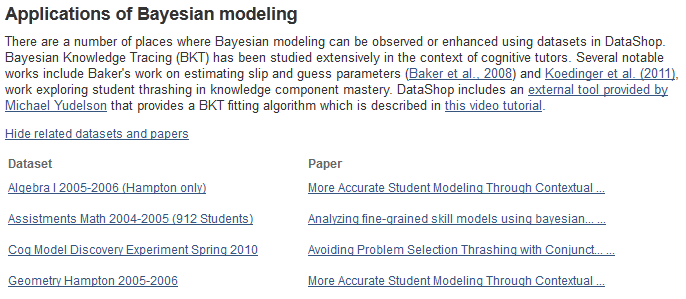 Applications of Bayesian modeling
There are a number of places where Bayesian modeling can be observed or enhanced using datasets in DataShop.
Bayesian Knowledge Tracing (BKT) has been studied extensively in the context of cognitive tutors. Several notable
works include Baker's work on estimating slip and guess parameters (Baker et al., 2008) and Koedinger et al. (2011),
work exploring student thrashing in knowledge component mastery. DataShop includes an external tool provided by
Michael Yudelson that provides a BKT fitting algorithm which is described in this video tutorial.
Hide related datasets and papers
Dataset Paper
Algebra I 2005-2006 (Hampton only) More Accurate Student Modeling Through Contextual ...
Assistments Math 2004-2005 (912 Students) Analyzing fine-grained skill models using bayesian... ...
Cog Model Discovery Experiment Spring 2010 Avoiding Problem Selection Thrashing with Conjunct... ...
Geometry Hampton 2005-2006 More Accurate Student Modeling Through Contextual ...